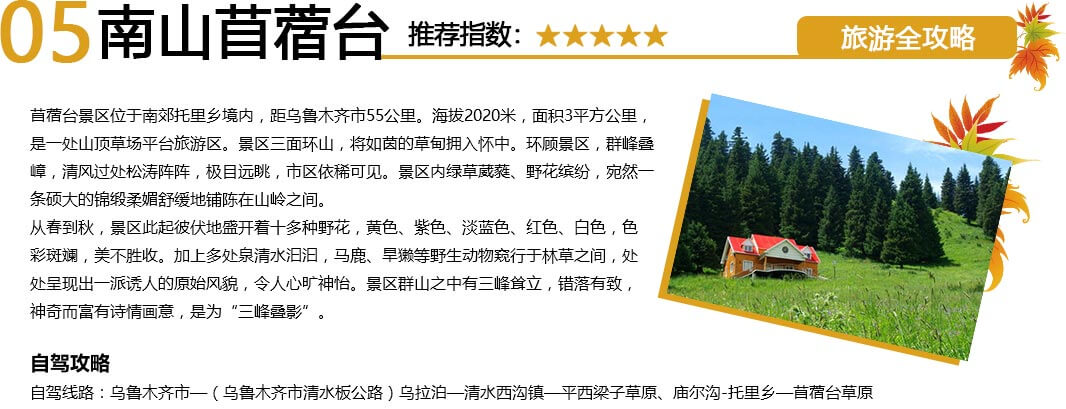 05南山苜蓿台 推荐指数：★★★★★ 旅游全攻略
苜蓿台景区位于南郊托里乡境内，距乌鲁木齐市55公里。海拔2020米，面积3平方公里，
是一处山顶草场平台旅游区。景区三面环山，将如茵的草甸拥入怀中。环顾景区，群峰叠
嶂，清风过处松涛阵阵，极目远眺，市区依稀可见。景区内绿草葳蕤、野花缤纷，宛然一
条硕大的锦缎柔媚舒缓地铺陈在山岭之间。
从春到秋，景区此起彼伏地盛开着十多种野花，黄色、紫色、淡蓝色、红色、白色，色
彩斑斓，美不胜收。加上多处泉清水汩汩，马鹿、旱獭等野生动物窥行于林草之间，处
处呈现出一派诱人的原始风貌，令人心旷神怡。景区群山之中有三峰耸立，错落有致，
神奇而富有诗情画意，是为“三峰叠影”。
自驾攻略
自驾线路：乌鲁木齐市—（乌鲁木齐市清水板公路）乌拉泊—清水西沟镇—平西梁子草原、庙尔沟-托里乡—苜蓿台草原